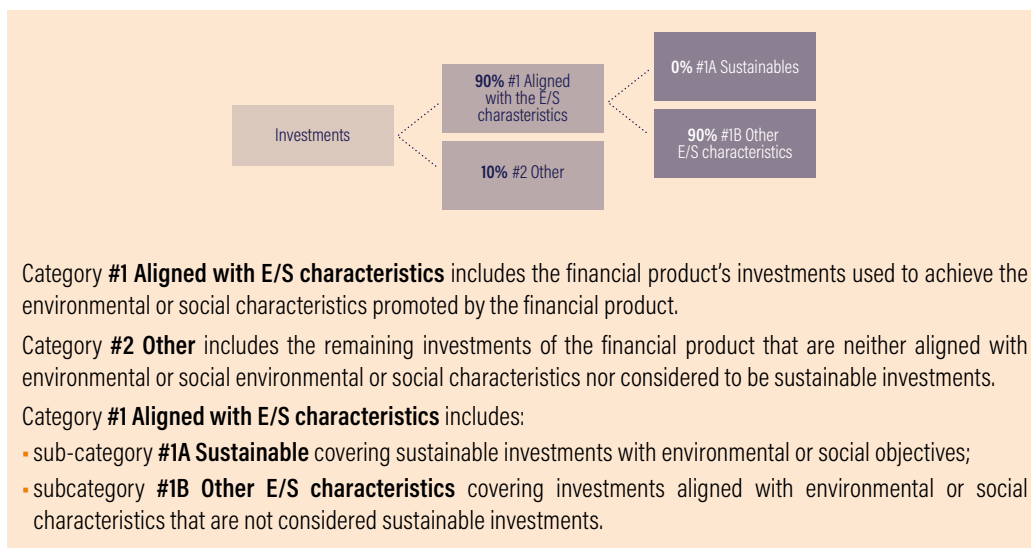 Investments
90% #1 Aligned
with the E/S
charasteristics
10% #2 Other
0% #1A Sustainables
90% #1B Other
E/S characteristics
Category #1 Aligned with E/S characteristics includes the financial product's investments used to achieve the
environmental or social characteristics promoted by the financial product.
Category #2 Other includes the remaining investments of the financial product that are neither aligned with
environmental or social environmental or social characteristics nor considered to be sustainable investments.
Category #1 Aligned with E/S characteristics includes:
▪ sub-category #1A Sustainable covering sustainable investments with environmental or social objectives;
▪ subcategory #1B Other E/S characteristics covering investments aligned with environmental or social
characteristics that are not considered sustainable investments.